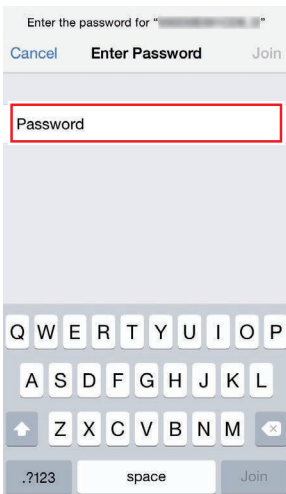 Enter the password for “ ”
Cancel Enter Password Join
Password
Q W E R T Y U I O P
A S D F G H J K L
Z X C V B N M
.?123 space Join